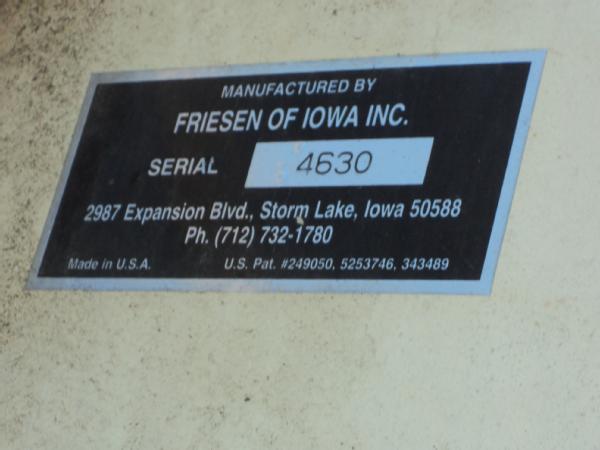 MANUFACTURED BY
FRIESEN OF IOWA INC.
SERIAL 4630
2987 Expansion Blvd., Storm Lake, Iowa 50588
Ph. (712) 732-1780
Made in U.S.A. U.S. Pat. #249050, 5253746, 343489